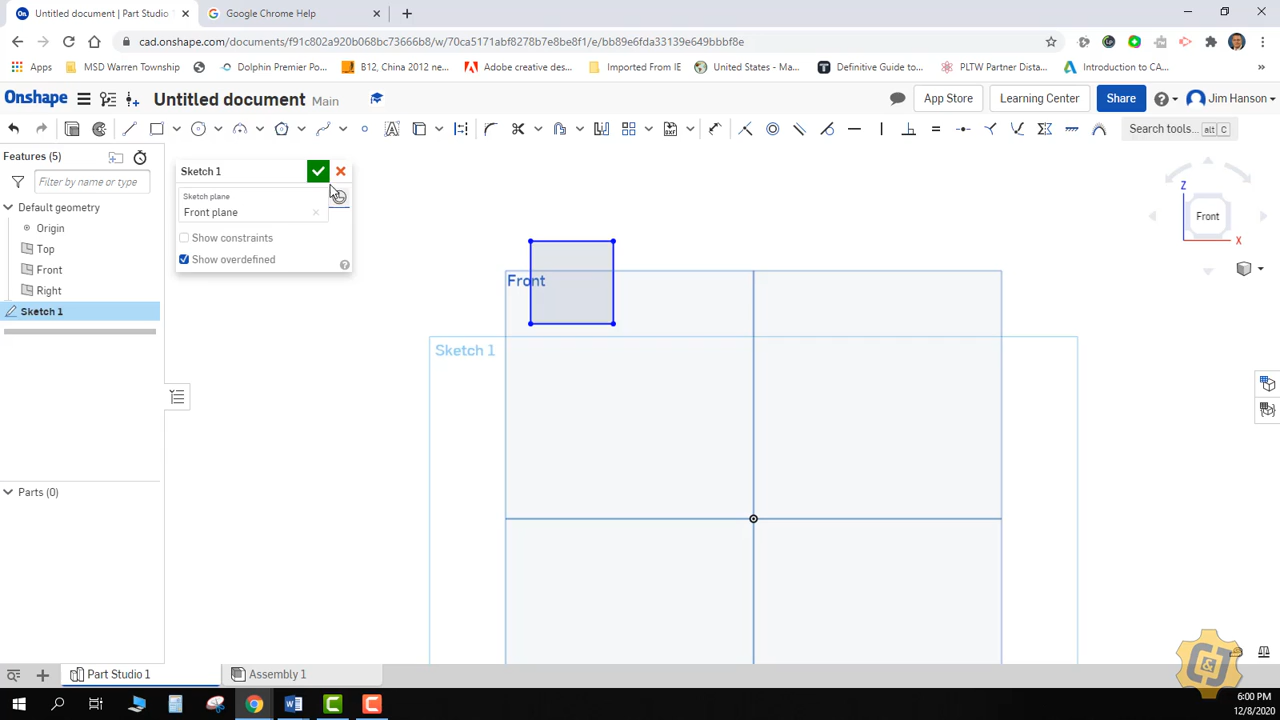 Untitled document | Part Studio 1
Google Chrome Help
cad.onshape.com/documents/f91c802a920b068bc73666b8/w/70ca5171abf8278b7e8be8f1/e/bb89e6fda33139e649bbbf8e
Apps
MSD Warren Township
Dolphin Premier Po...
B12, China 2012 ne...
Adobe creative des...
Imported From IE
United States - Ma...
Definitive Guide to...
PLTW Partner Distan...
Introduction to CA...
Onshape
Untitled document Main
App Store
Learning Center
Share
Jim Hanson
Search tools... alt C
Features (5)
Filter by name or type
Default geometry
Origin
Top
Front
Right
Sketch 1
Parts (0)
Sketch 1
Sketch plane
Front plane
Show constraints
Show overdefined
Front
Sketch 1
Z
Front
X
Part Studio 1
Assembly 1
6:00 PM
12/8/2020